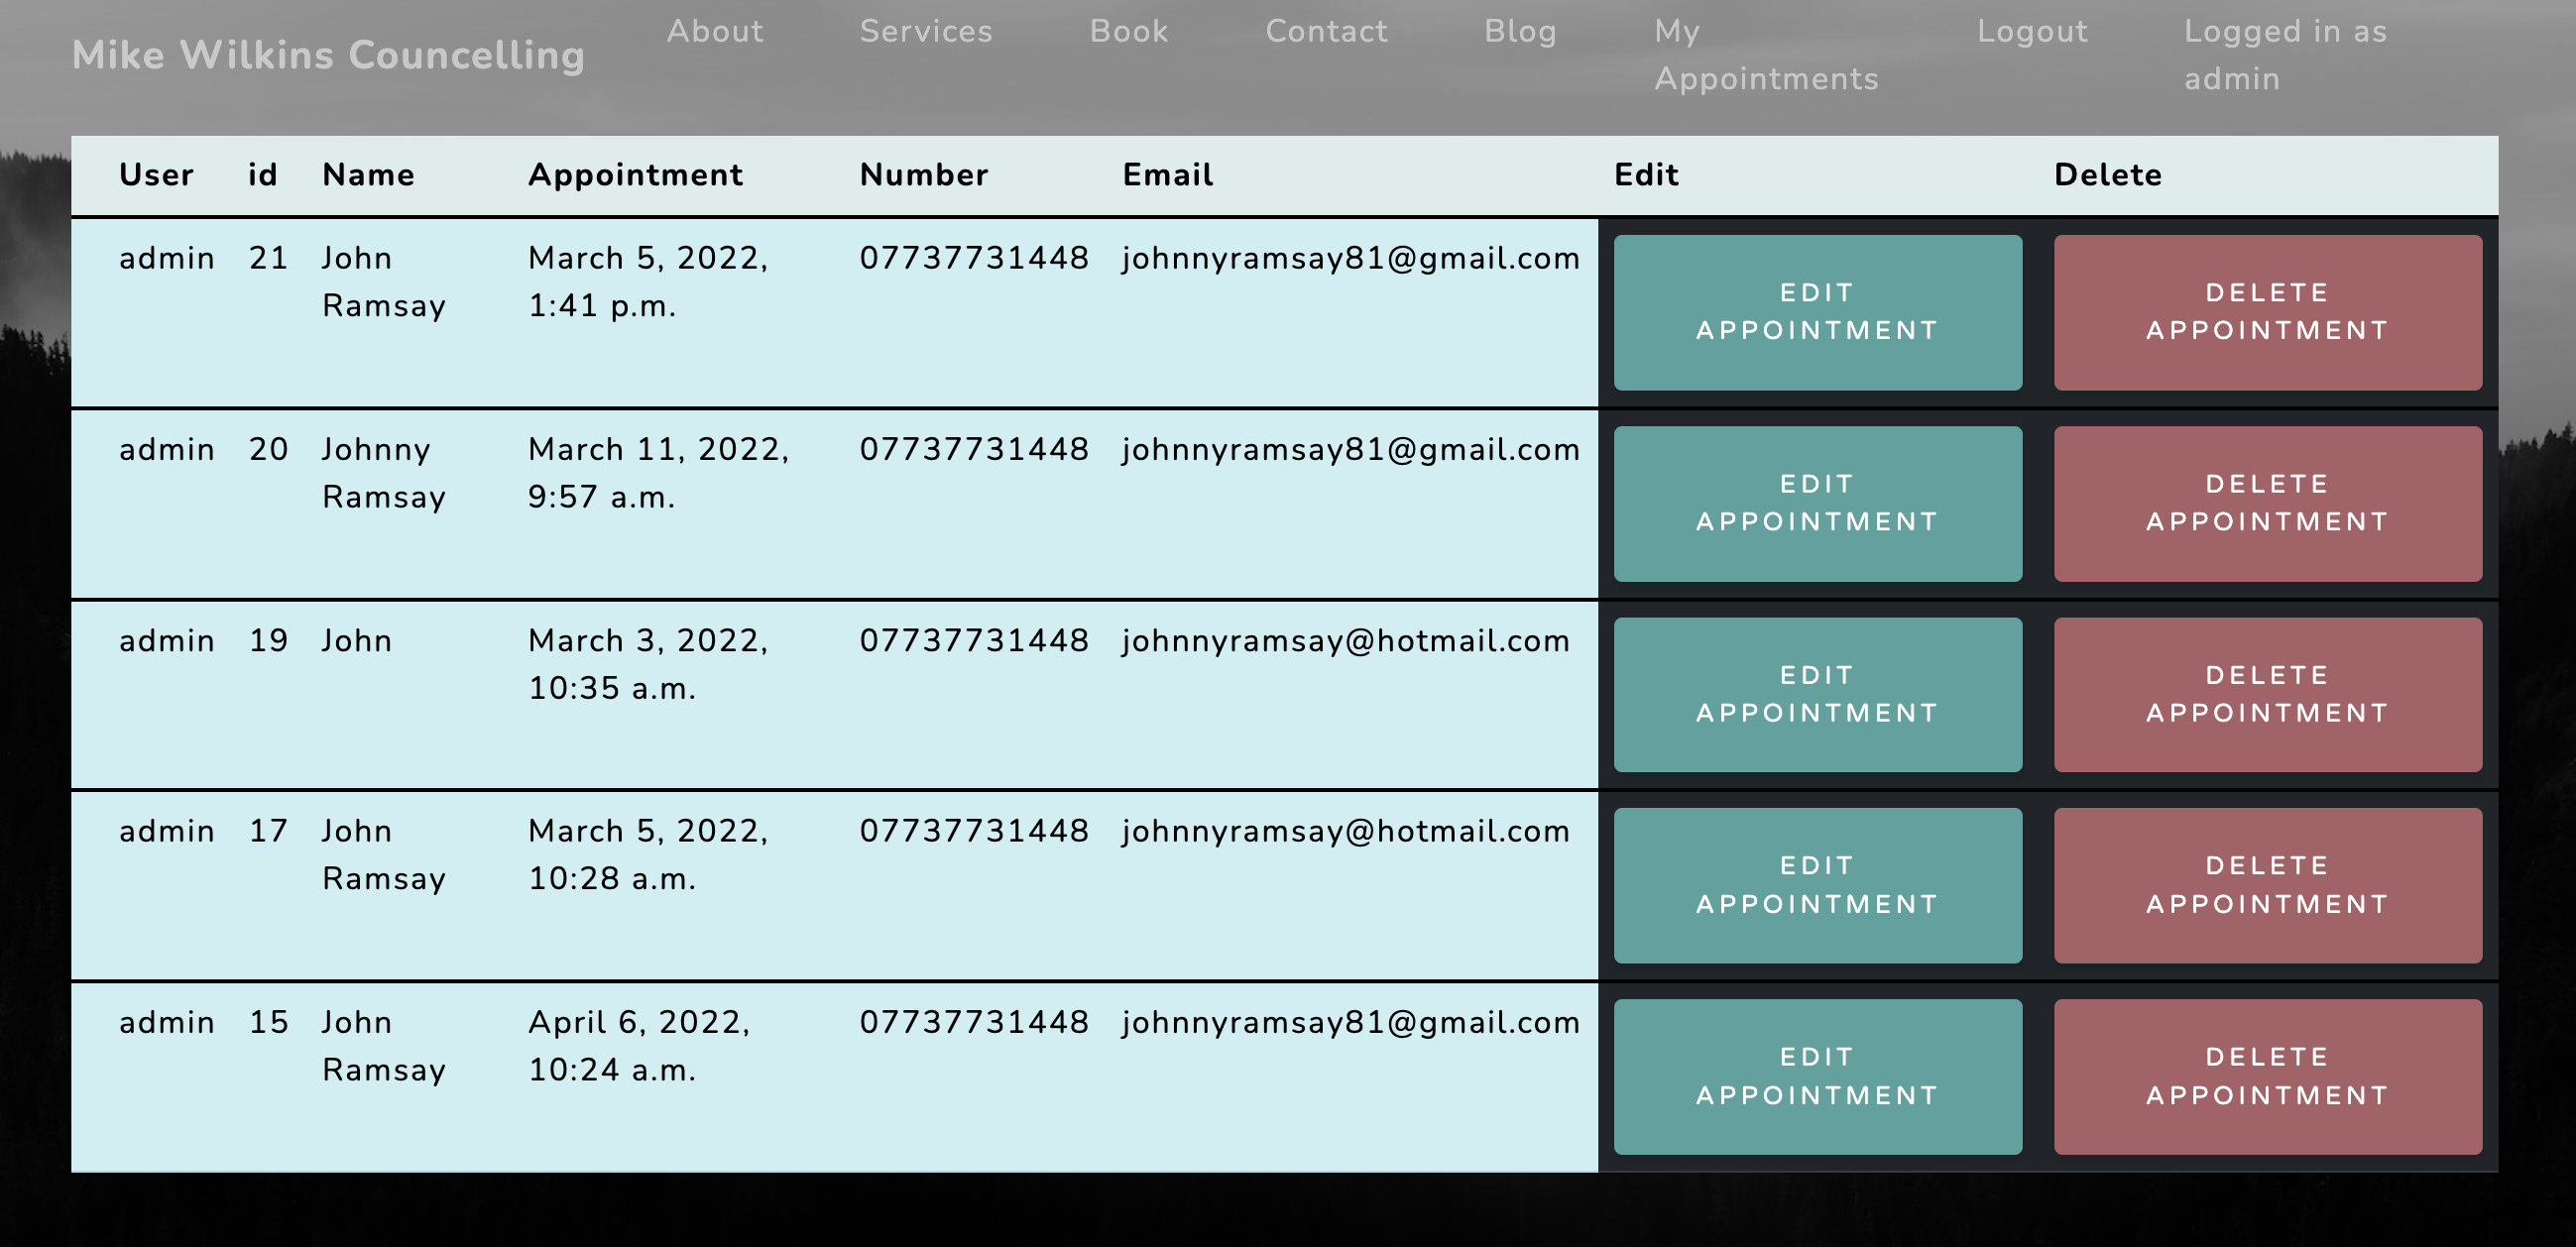 Mike Wilkins Councelling
About
Services
Book
Contact
Blog
My
Appointments
Logout
Logged in as
admin
User id Name Appointment Number Email Edit Delete
admin 21 John March 5, 2022, 07737731448 johnnyramsay81@gmail.com
Ramsay 1:41 p.m.
EDIT
APPOINTMENT
DELETE
APPOINTMENT
admin 20 Johnny March 11, 2022, 07737731448 johnnyramsay81@gmail.com
Ramsay 9:57 a.m.
EDIT
APPOINTMENT
DELETE
APPOINTMENT
admin 19 John March 3, 2022, 07737731448 johnnyramsay@hotmail.com
10:35 a.m.
EDIT
APPOINTMENT
DELETE
APPOINTMENT
admin 17 John March 5, 2022, 07737731448 johnnyramsay@hotmail.com
Ramsay 10:28 a.m.
EDIT
APPOINTMENT
DELETE
APPOINTMENT
admin 15 John April 6, 2022, 07737731448 johnnyramsay81@gmail.com
Ramsay 10:24 a.m.
EDIT
APPOINTMENT
DELETE
APPOINTMENT